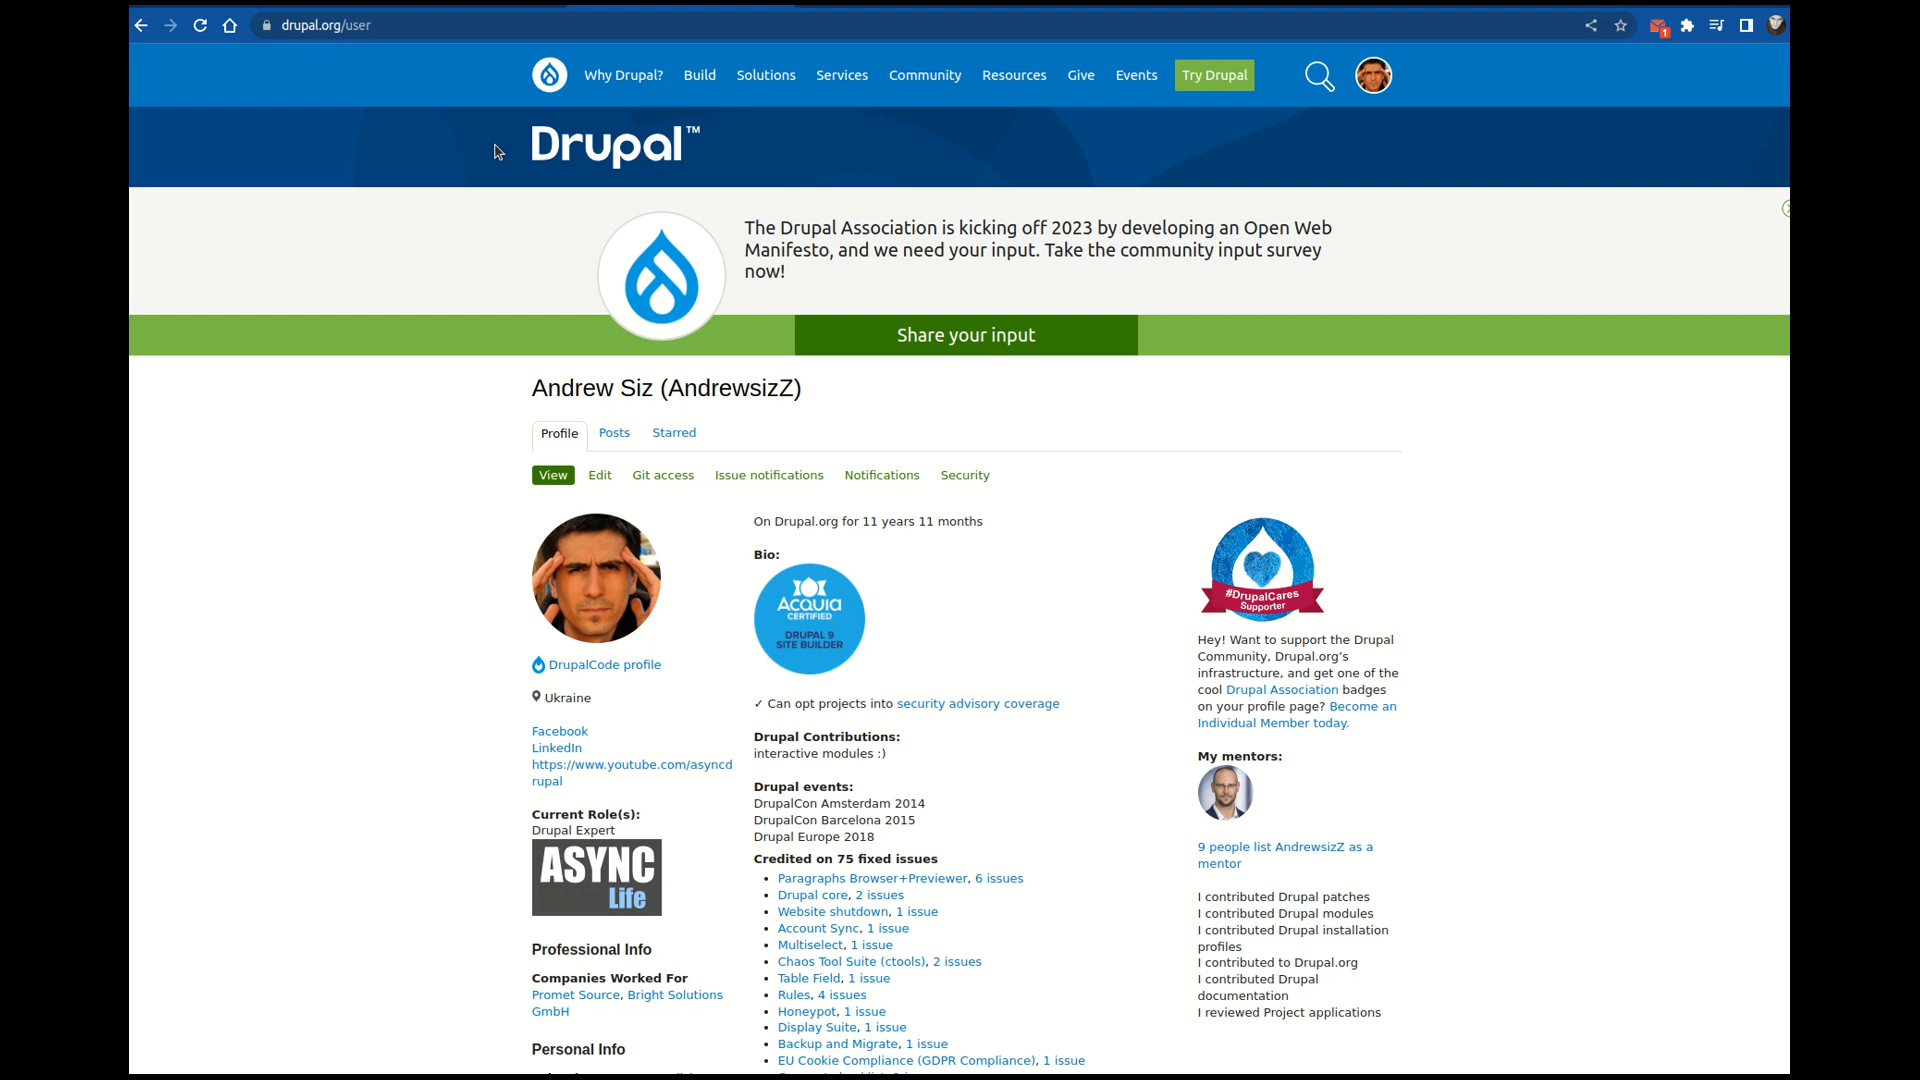 drupal.org/user
1
Why Drupal?
Build
Solutions
Services
Community
Resources
Give
Events
Try Drupal
Drupal™
The Drupal Association is kicking off 2023 by developing an Open Web
Manifesto, and we need your input. Take the community input survey
now!
Share your input
Andrew Siz (AndrewsizZ)
Profile
Posts
Starred
View
Edit
Git access
Issue notifications
Notifications
Security
DrupalCode profile
Ukraine
Facebook
LinkedIn
https://www.youtube.com/asyncd
rupal
Current Role(s):
Drupal Expert
ASYNC
Life
Professional Info
Companies Worked For
Promet Source, Bright Solutions
GmbH
Personal Info
On Drupal.org for 11 years 11 months
Bio:
ACQUIA
CERTIFIED
DRUPAL 9
SITE BUILDER
✓ Can opt projects into security advisory coverage
Drupal Contributions:
interactive modules :)
Drupal events:
DrupalCon Amsterdam 2014
DrupalCon Barcelona 2015
Drupal Europe 2018
Credited on 75 fixed issues
• Paragraphs Browser+Previewer, 6 issues
• Drupal core, 2 issues
• Website shutdown, 1 issue
• Account Sync, 1 issue
• Multiselect, 1 issue
• Chaos Tool Suite (ctools), 2 issues
• Table Field, 1 issue
• Rules, 4 issues
• Honeypot, 1 issue
• Display Suite, 1 issue
• Backup and Migrate, 1 issue
• EU Cookie Compliance (GDPR Compliance), 1 issue
#DrupalCares
Supporter
Hey! Want to support the Drupal
Community, Drupal.org’s
infrastructure, and get one of the
cool Drupal Association badges
on your profile page? Become an
Individual Member today.
My mentors:
9 people list AndrewsizZ as a
mentor
I contributed Drupal patches
I contributed Drupal modules
I contributed Drupal installation
profiles
I contributed to Drupal.org
I contributed Drupal
documentation
I reviewed Project applications